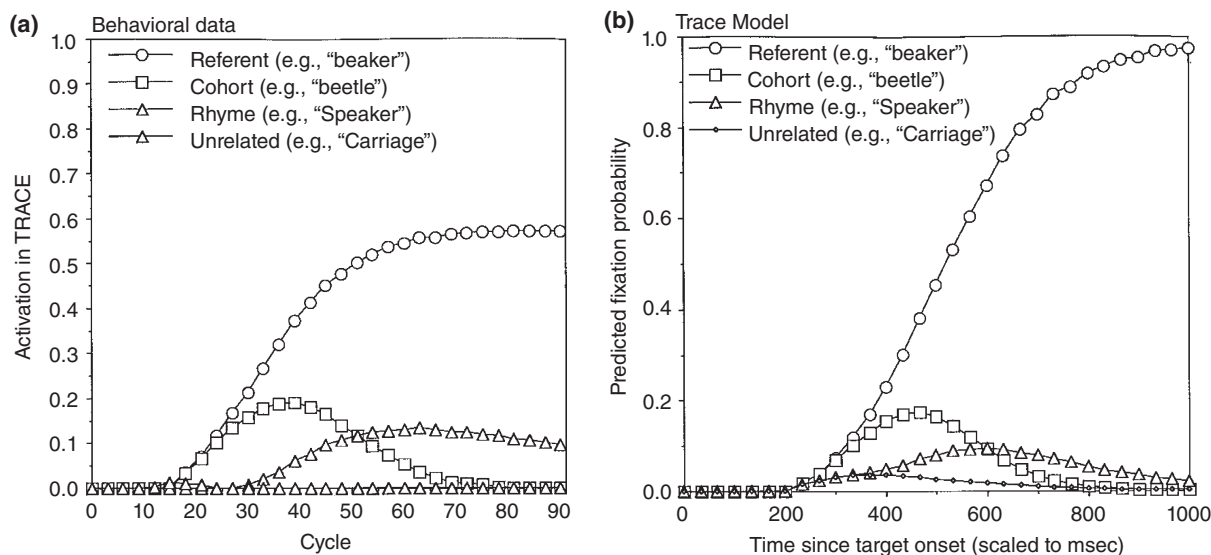 (a)
Behavioral data
1.0
0.9
0.8
0.7
0.6
0.5
0.4
0.3
0.2
0.1
0.0
Activation in TRACE
Referent (e.g., “beaker”)
Cohort (e.g., “beetle”)
Rhyme (e.g., “Speaker”)
Unrelated (e.g., “Carriage”)
0 10 20 30 40 50 60 70 80 90
Cycle
(b)
Trace Model
1.0
0.8
0.6
0.4
0.2
0.0
Predicted fixation probability
Referent (e.g., “beaker”)
Cohort (e.g., “beetle”)
Rhyme (e.g., “Speaker”)
Unrelated (e.g., “Carriage”)
0 200 400 600 800 1000
Time since target onset (scaled to msec)